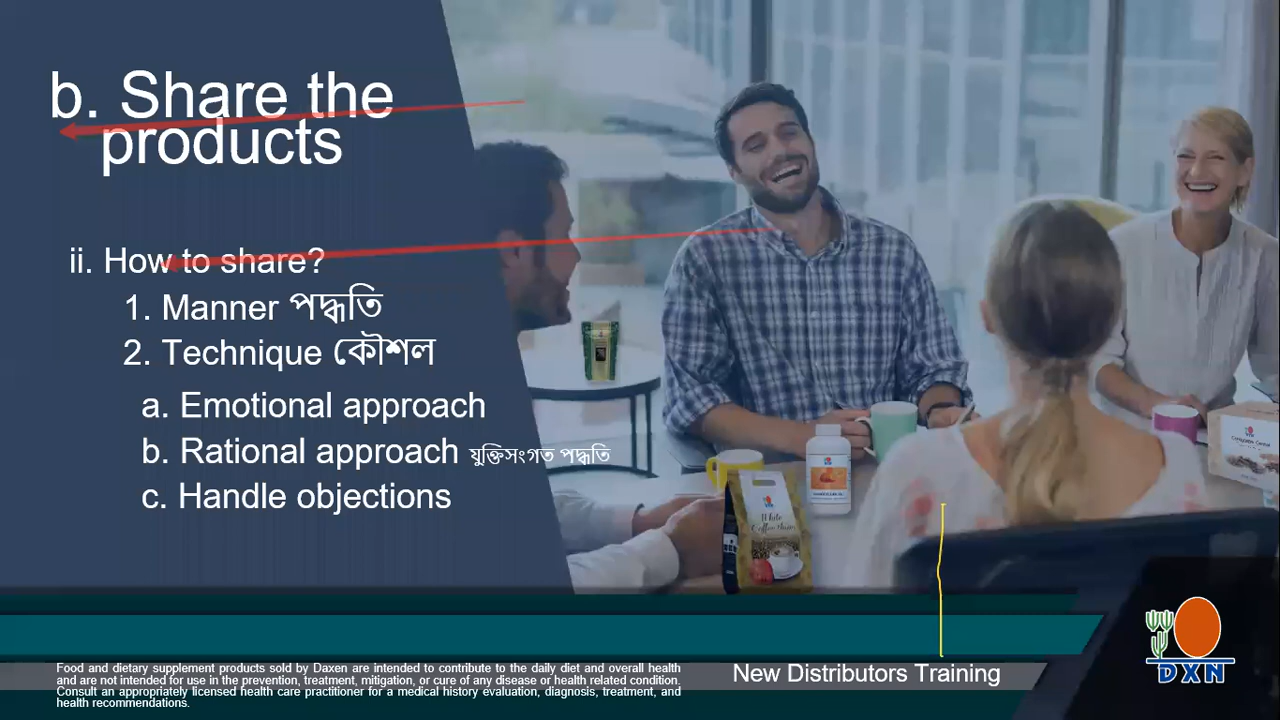 b. Share the
products
ii. How to share?
1. Manner পদ্ধতি
2. Technique কৌশল
a. Emotional approach
b. Rational approach যুক্তিসংগত পদ্ধতি
c. Handle objections
White
DXN
New Distributors Training
Food and dietary supplement products sold by Daxen are intended to contribute to the daily diet and overall health
and are not intended for use in the prevention, treatment, mitigation, or cure of any disease or health related condition.
Consult an appropriately licensed health care practitioner for a medical history evaluation, diagnosis, treatment, and
health recommendations.